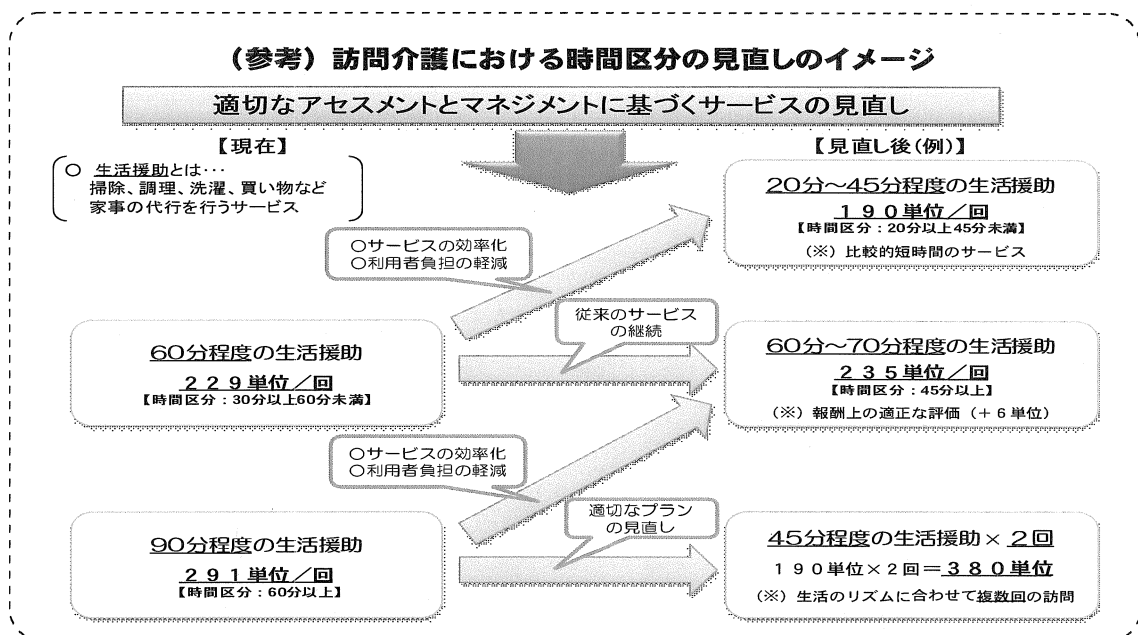 （参考）訪問介護における時間区分の見直しのイメージ
適切なアセスメントとマネジメントに基づくサービスの見直し
【現在】
○ 生活援助とは…
掃除、調理、洗濯、買い物など
家事の代行を行うサービス
【見直し後(例)】
20分～45分程度の生活援助
１９０単位／回
【時間区分：20分以上45分未満】
（※）比較的短時間のサービス
○サービスの効率化
○利用者負担の軽減
従来のサービス
の継続
60分程度の生活援助
２２９単位／回
【時間区分：30分以上60分未満】
60分～70分程度の生活援助
２３５単位／回
【時間区分：45分以上】
（※）報酬上の適正な評価（＋６単位）
○サービスの効率化
○利用者負担の軽減
適切なプラン
の見直し
90分程度の生活援助
２９１単位／回
【時間区分：60分以上】
45分程度の生活援助× ２回
１９０単位×２回＝３８０単位
（※）生活のリズムに合わせて複数回の訪問